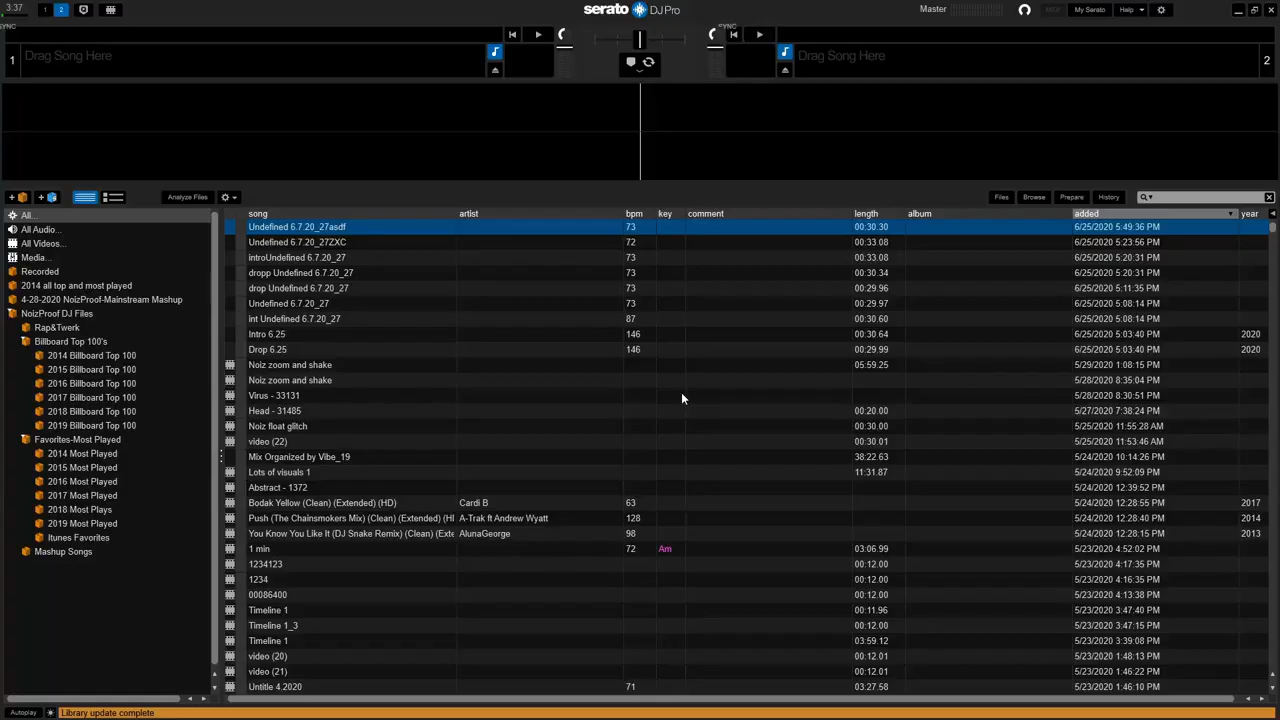 3:37 1 2 serato DJ Pro Master My Serato Help
SYNC SYNC
1 Drag Song Here Drag Song Here 2
Analyze Files Files Browse Prepare History
song artist bpm key comment length album added year
All...
All Audio...
All Videos...
Media...
Recorded
2014 all top and most played
4-28-2020 NoizProof-Mainstream Mashup
NoizProof DJ Files
Rap&Twerk
Billboard Top 100's
2014 Billboard Top 100
2015 Billboard Top 100
2016 Billboard Top 100
2017 Billboard Top 100
2018 Billboard Top 100
2019 Billboard Top 100
Favorites-Most Played
2014 Most Played
2015 Most Played
2016 Most Played
2017 Most Played
2018 Most Plays
2019 Most Played
Itunes Favorites
Mashup Songs
Undefined 6.7.20_27asdf 73 00:30.30 6/25/2020 5:49:36 PM
Undefined 6.7.20_27ZXC 72 00:33.08 6/25/2020 5:23:56 PM
introUndefined 6.7.20_27 73 00:33.08 6/25/2020 5:20:31 PM
dropp Undefined 6.7.20_27 73 00:30.34 6/25/2020 5:20:31 PM
drop Undefined 6.7.20_27 73 00:29.96 6/25/2020 5:11:35 PM
Undefined 6.7.20_27 73 00:29.97 6/25/2020 5:08:14 PM
int Undefined 6.7.20_27 87 00:30.60 6/25/2020 5:08:14 PM
Intro 6.25 146 00:30.64 6/25/2020 5:03:40 PM 2020
Drop 6.25 146 00:29.99 6/25/2020 5:03:40 PM 2020
Noiz zoom and shake 05:59.25 5/29/2020 1:08:15 PM
Noiz zoom and shake 5/28/2020 8:35:04 PM
Virus - 33131 5/28/2020 8:30:51 PM
Head - 31485 00:20.00 5/27/2020 7:38:24 PM
Noiz float glitch 00:30.00 5/25/2020 11:55:28 AM
video (22) 00:30.01 5/25/2020 11:53:46 AM
Mix Organized by Vibe_19 38:22.63 5/24/2020 10:14:26 PM
Lots of visuals 1 11:31.87 5/24/2020 9:52:09 PM
Abstract - 1372 5/24/2020 12:39:52 PM
Bodak Yellow (Clean) (Extended) (HD) Cardi B 63 5/24/2020 12:28:55 PM 2017
Push (The Chainsmokers Mix) (Clean) (Extended) (HI A-Trak ft Andrew Wyatt 128 5/24/2020 12:28:40 PM 2014
You Know You Like It (DJ Snake Remix) (Clean) (Exte AlunaGeorge 98 5/24/2020 12:28:15 PM 2013
1 min 72 Am 03:06.99 5/23/2020 4:52:02 PM
1234123 00:12.00 5/23/2020 4:17:35 PM
1234 00:12.00 5/23/2020 4:16:35 PM
00086400 00:12.00 5/23/2020 4:13:38 PM
Timeline 1 00:11.96 5/23/2020 3:47:40 PM
Timeline 1_3 00:12.00 5/23/2020 3:47:15 PM
Timeline 1 03:59.12 5/23/2020 3:39:08 PM
video (20) 00:12.01 5/23/2020 1:48:13 PM
video (21) 00:12.01 5/23/2020 1:46:22 PM
Untitle 4.2020 71 03:27.58 5/23/2020 1:46:10 PM
Autoplay Library update complete